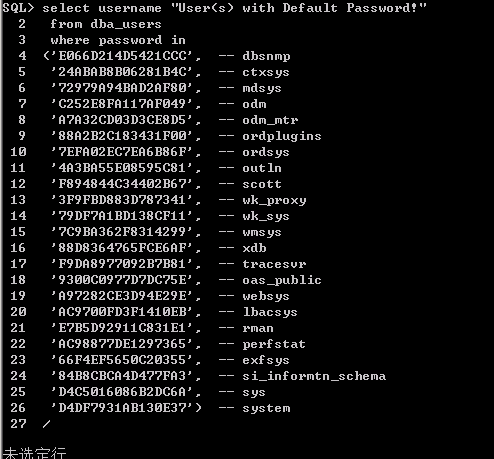 SQL> select username "User(s) with Default Password!"
  2    from dba_users
  3    where password in
  4  ('E066D214D5421CCC',  -- dbsnmp
  5   '24ABAB8B06281B4C',  -- ctxsys
  6   '72979A94BAD2AF80',  -- mdsys
  7   'C252E8FA117AF049',  -- odm
  8   'A7A32CD03D3CE8D5',  -- odm_mtr
  9   '88A2B2C183431F00',  -- ordplugins
 10   '7EFA02EC7EA6B86F',  -- ordsys
 11   '4A3BA55E08595C81',  -- outln
 12   'F894844C34402B67',  -- scott
 13   '3F9FBD883D787341',  -- wk_proxy
 14   '79DF7A1BD138CF11',  -- wk_sys
 15   '7C9BA362F8314299',  -- wmsys
 16   '88D8364765FCE6AF',  -- xdb
 17   'F9DA8977092B7B81',  -- tracesvr
 18   '9300C0977D7DC75E',  -- oas_public
 19   'A97282CE3D94E29E',  -- websys
 20   'AC9700FD3F1410EB',  -- lbacsys
 21   'E7B5D92911C831E1',  -- rman
 22   'AC98877DE1297365',  -- perfstat
 23   '66F4EF5650C20355',  -- exfsys
 24   '84B8CBCA4D477FA3',  -- si_informtn_schema
 25   'D4C5016086B2DC6A',  -- sys
 26   'D4DF7931AB130E37')  -- system
 27  /
未选定行